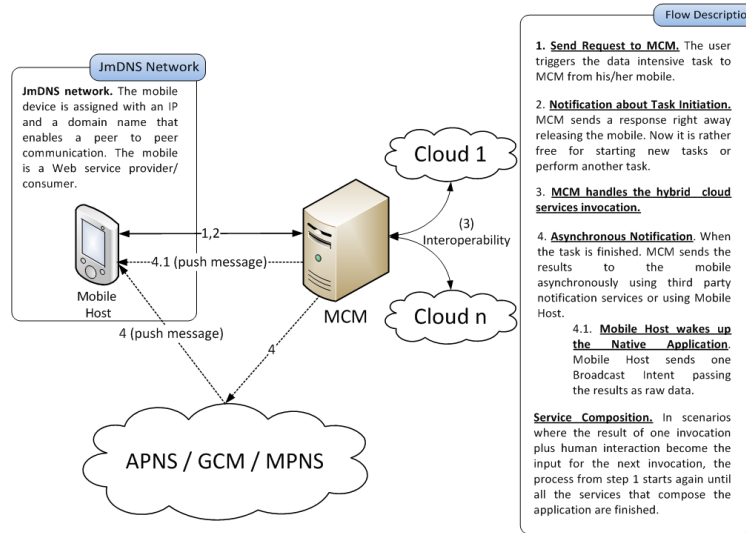 JmDNS Network
JmDNS network. The mobile
device is assigned with an IP
and a domain name that
enables a peer to peer
communication. The mobile
is a Web service provider/
consumer.
Mobile
Host
1,2
4.1 (push message)
4 (push message)
4
MCM
Cloud 1
(3)
Interoperability
Cloud n
APNS / GCM / MPNS
Flow Descriptio
1. Send Request to MCM. The user
triggers the data intensive task to
MCM from his/her mobile.
2. Notification about Task Initiation.
MCM sends a response right away
releasing the mobile. Now it is rather
free for starting new tasks or
perform another task.
3. MCM handles the hybrid cloud
services invocation.
4. Asynchronous Notification. When
the task is finished. MCM sends the
results to the mobile
asynchronously using third party
notification services or using Mobile
Host.
4.1. Mobile Host wakes up
the Native Application.
Mobile Host sends one
Broadcast Intent passing
the results as raw data.
Service Composition. In scenarios
where the result of one invocation
plus human interaction become the
input for the next invocation, the
process from step 1 starts again until
all the services that compose the
application are finished.